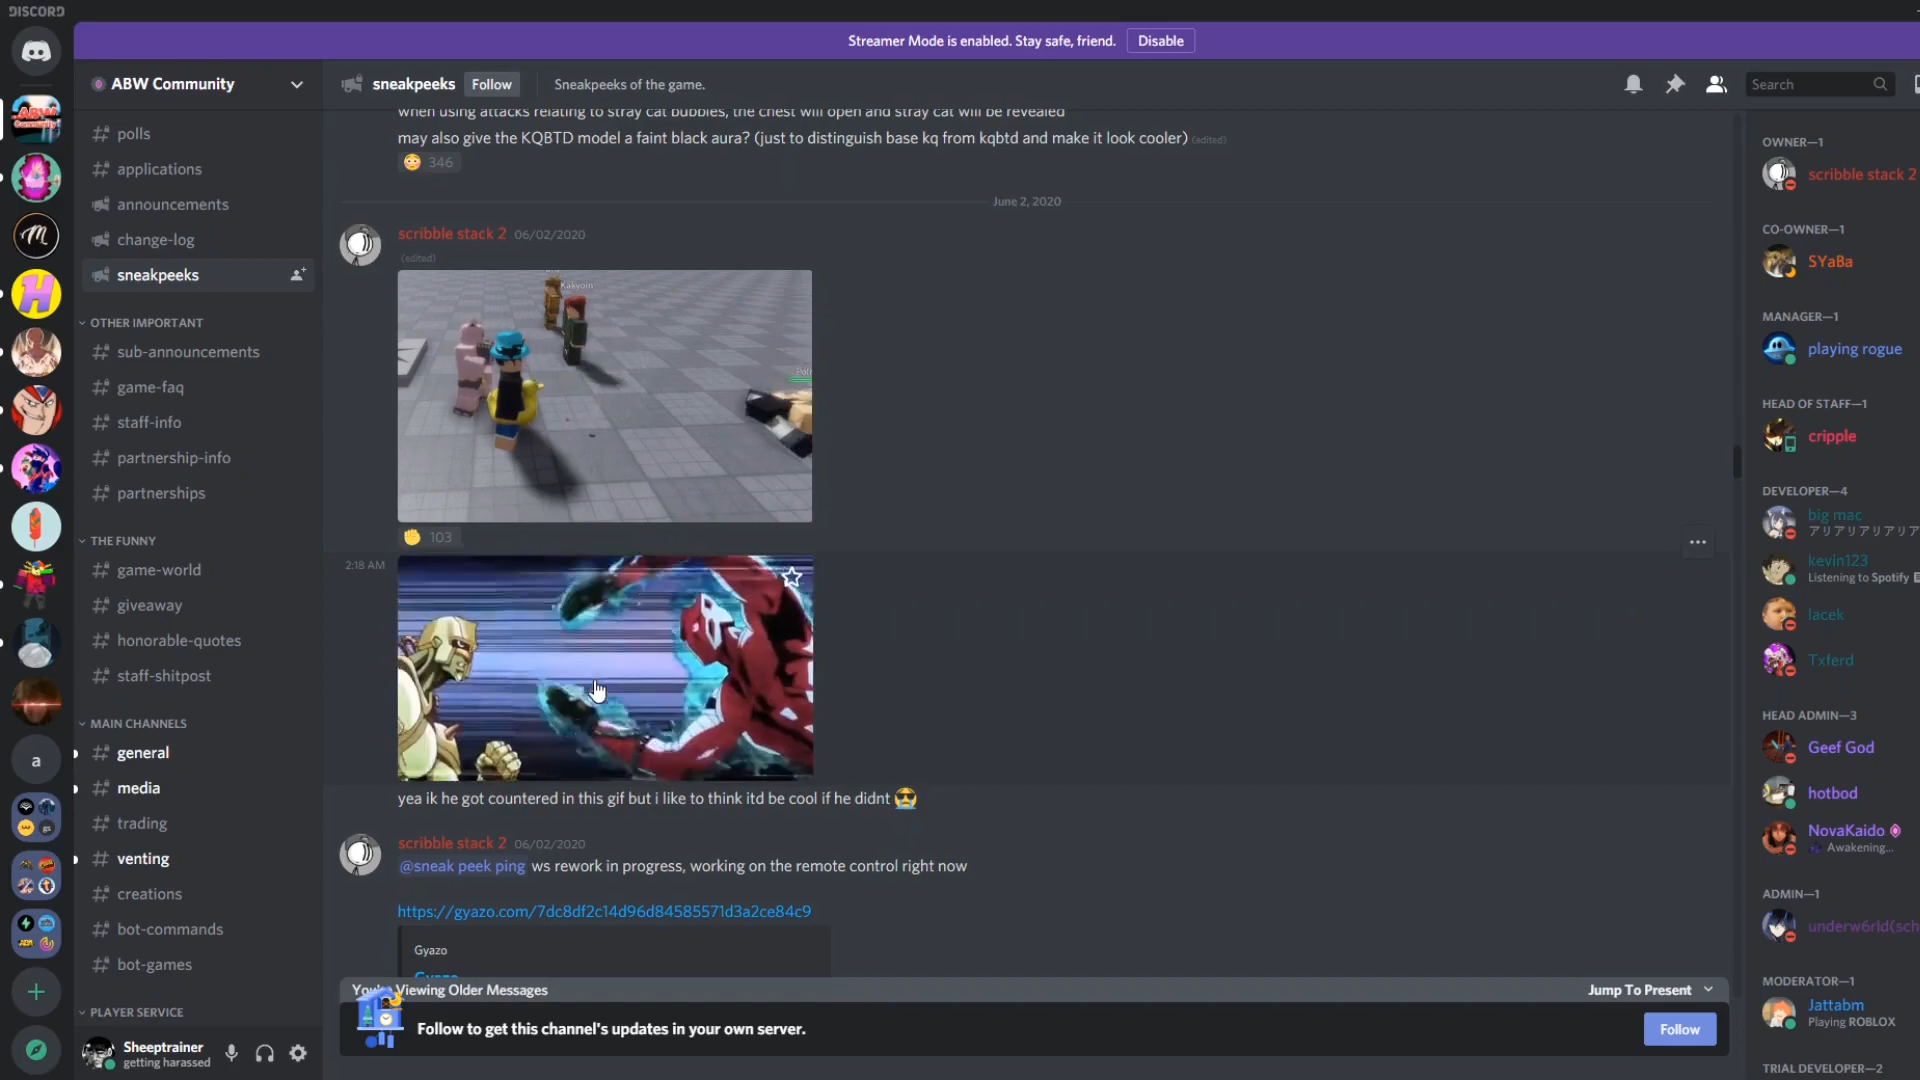 DISCORD
Streamer Mode is enabled. Stay safe, friend.
Disable
ABW Community
polls
applications
announcements
change-log
sneakpeeks
OTHER IMPORTANT
sub-announcements
game-faq
staff-info
partnership-info
partnerships
THE FUNNY
game-world
giveaway
honorable-quotes
staff-shitpost
MAIN CHANNELS
general
media
trading
venting
creations
bot-commands
bot-games
PLAYER SERVICE
a
Sheeptrainer
getting harassed
sneakpeeks
Follow
Sneakpeeks of the game.
Search
when using attacks relating to stray cat bubbles, the chest will open and stray cat will be revealed
may also give the KQBTD model a faint black aura? (just to distinguish base kq from kqbtd and make it look cooler) (edited)
346
June 2, 2020
scribble stack 2 06/02/2020
(edited)
Kakyoin
103
2:18 AM
yea ik he got countered in this gif but i like to think itd be cool if he didnt
scribble stack 2 06/02/2020
@sneak peek ping ws rework in progress, working on the remote control right now
https://gyazo.com/7dc8df2c14d96d84585571d3a2ce84c9
Gyazo
Gyazo
You're Viewing Older Messages
Jump To Present
Follow to get this channel's updates in your own server.
Follow
OWNER—1
scribble stack 2
CO-OWNER—1
SYaBa
MANAGER—1
playing rogue
HEAD OF STAFF—1
cripple
DEVELOPER—4
big mac
アリアリアリアリア
kevin123
Listening to Spotify
lacek
Txferd
HEAD ADMIN—3
Geef God
hotbod
NovaKaido
Awakening...
ADMIN—1
underw6rld(sch
MODERATOR—1
Jattabm
Playing ROBLOX
TRIAL DEVELOPER—2